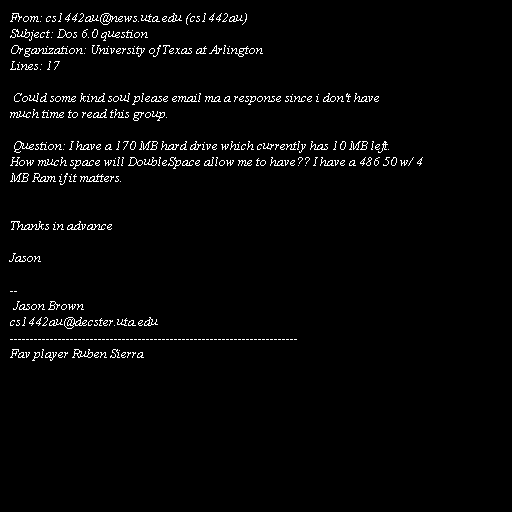 From: cs1442au@news.uta.edu (cs1442au)
Subject: Dos 6.0 question
Organization: University of Texas at Arlington
Lines: 17
Could some kind soul please email ma a response since i don't have
much time to read this group.
Question: I have a 170 MB hard drive which currently has 10 MB left.
How much space will DoubleSpace allow me to have?? I have a 486 50 w/ 4
MB Ram if it matters.
Thanks in advance
Jason
--
Jason Brown
cs1442au@decster.uta.edu
------------------------------------------------------------------------
Fav player Ruben Sierra